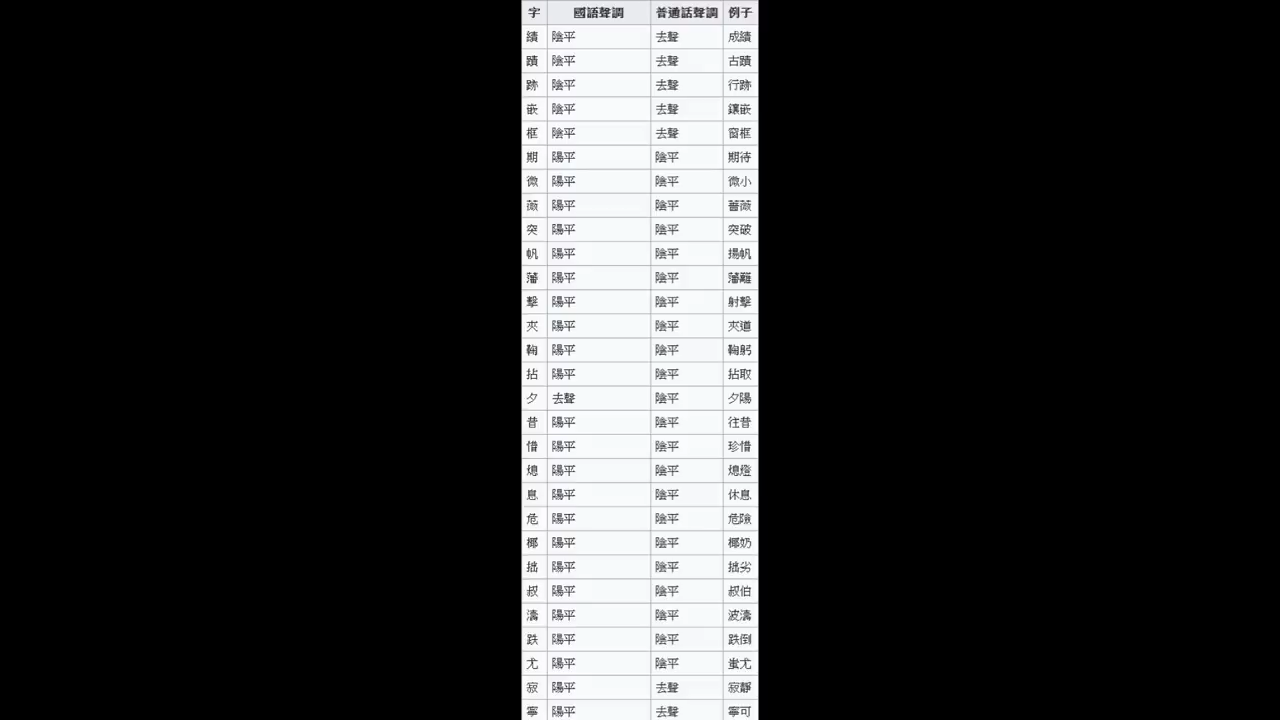 字 國語聲調 普通話聲調 例子
績 陰平 去聲 成績
蹟 陰平 去聲 古蹟
跡 陰平 去聲 行跡
嵌 陰平 去聲 鑲嵌
框 陰平 去聲 窗框
期 陽平 陰平 期待
微 陽平 陰平 微小
薇 陽平 陰平 薔薇
突 陽平 陰平 突破
帆 陽平 陰平 揚帆
藩 陽平 陰平 藩籬
擊 陽平 陰平 射擊
夾 陽平 陰平 夾道
鞠 陽平 陰平 鞠躬
拈 陽平 陰平 拈取
夕 去聲 陰平 夕陽
昔 陽平 陰平 往昔
惜 陽平 陰平 珍惜
熄 陽平 陰平 熄燈
息 陽平 陰平 休息
危 陽平 陰平 危險
椰 陽平 陰平 椰奶
拙 陽平 陰平 拙劣
叔 陽平 陰平 叔伯
濤 陽平 陰平 波濤
跌 陽平 陰平 跌倒
尤 陽平 陰平 蚩尤
寂 陽平 去聲 寂靜
寧 陽平 去聲 寧可